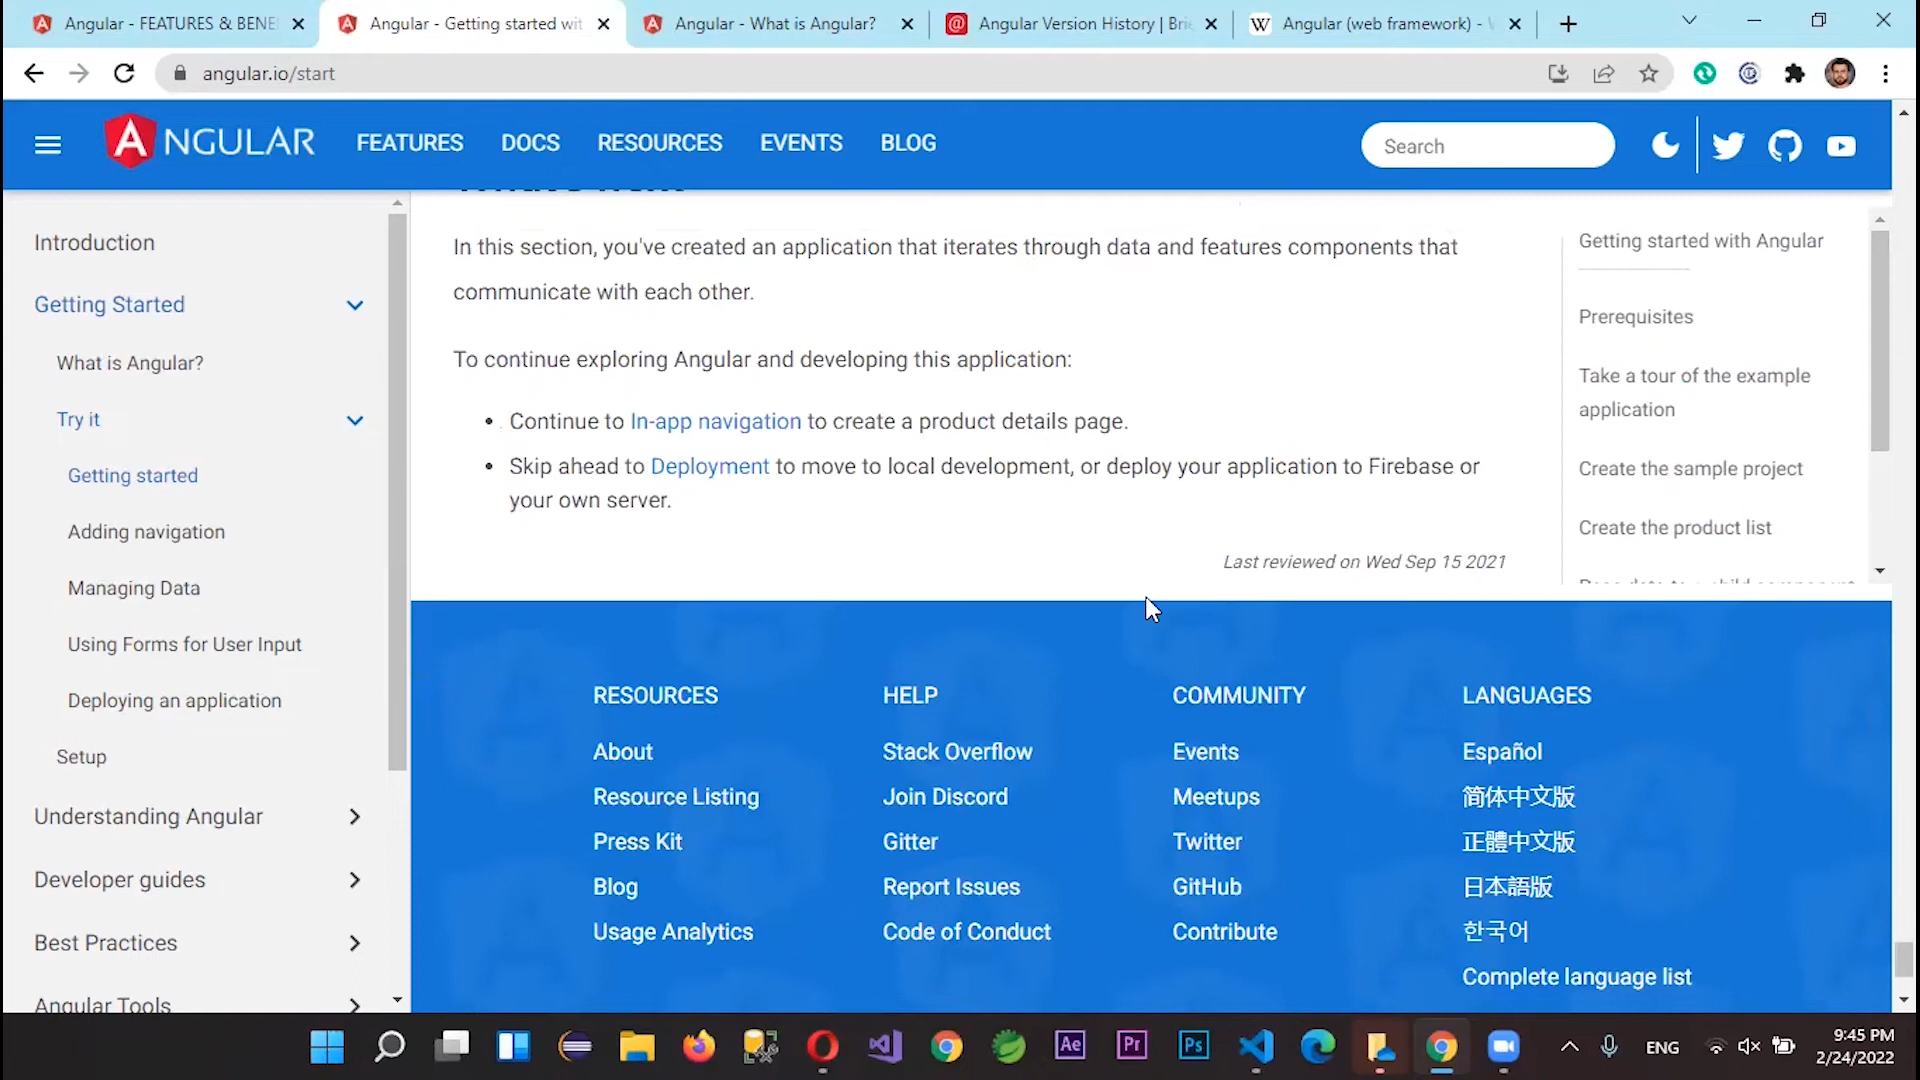 Angular - FEATURES & BENE
Angular - Getting started wit
Angular - What is Angular?
Angular Version History | Bri
Angular (web framework) -
angular.io/start
ANGULAR
FEATURES
DOCS
RESOURCES
EVENTS
BLOG
Search
Introduction
Getting Started
What is Angular?
Try it
Getting started
Adding navigation
Managing Data
Using Forms for User Input
Deploying an application
Setup
Understanding Angular
Developer guides
Best Practices
Angular Tools
In this section, you've created an application that iterates through data and features components that
communicate with each other.
To continue exploring Angular and developing this application:
• Continue to In-app navigation to create a product details page.
• Skip ahead to Deployment to move to local development, or deploy your application to Firebase or
your own server.
Last reviewed on Wed Sep 15 2021
Getting started with Angular
Prerequisites
Take a tour of the example
application
Create the sample project
Create the product list
RESOURCES
About
Resource Listing
Press Kit
Blog
Usage Analytics
HELP
Stack Overflow
Join Discord
Gitter
Report Issues
Code of Conduct
COMMUNITY
Events
Meetups
Twitter
GitHub
Contribute
LANGUAGES
Español
简体中文版
正體中文版
日本語版
한국어
Complete language list
Ae
Pr
Ps
ENG
9:45 PM
2/24/2022